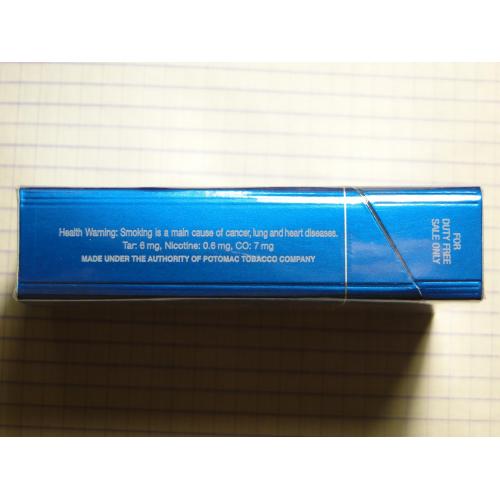 Health Warning: Smoking is a main cause of cancer, lung and heart diseases.
Tar: 6 mg, Nicotine: 0.6 mg, CO: 7 mg
MADE UNDER THE AUTHORITY OF POTOMAC TOBACCO COMPANY
FOR
DUTY FREE
SALE ONLY